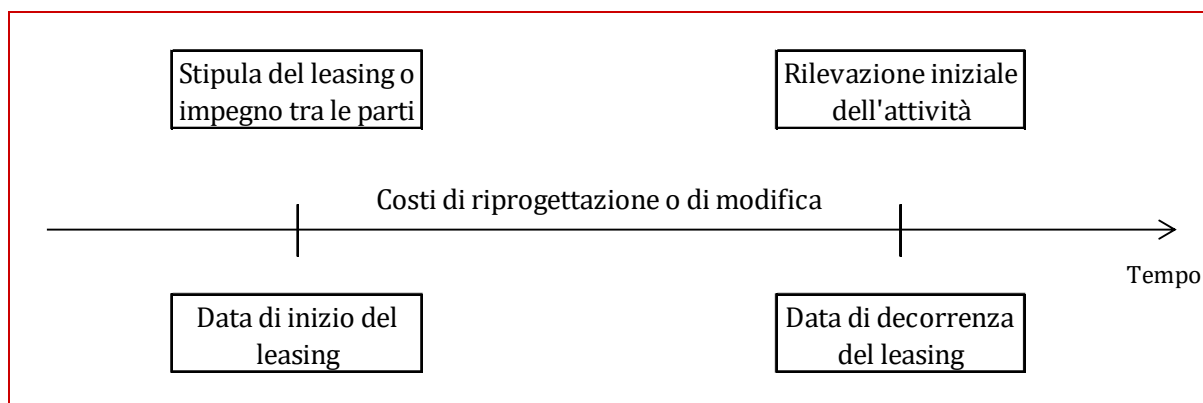 Stipula del leasing o
impegno tra le parti
Rilevazione iniziale
dell'attività
Costi di riprogettazione o di modifica
Tempo
Data di inizio del
leasing
Data di decorrenza
del leasing